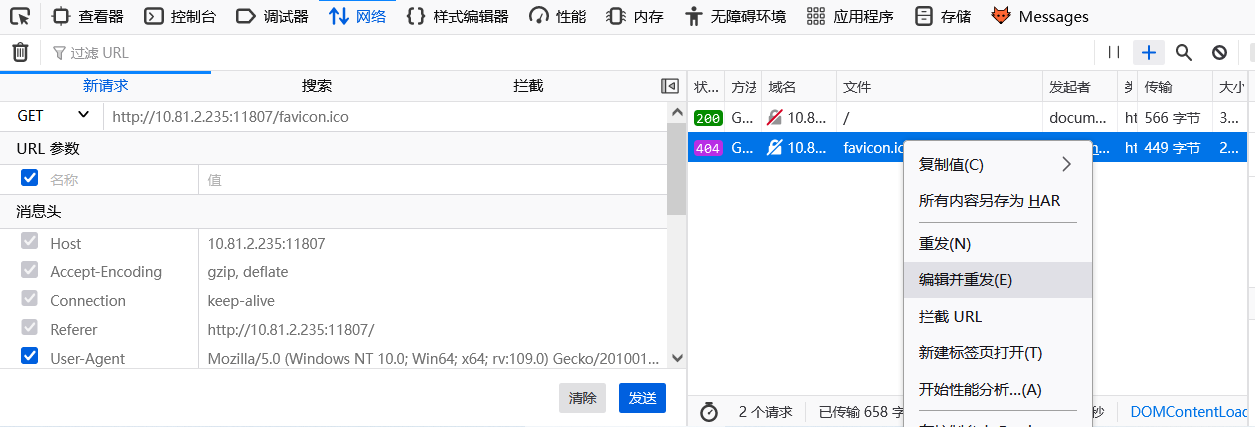 查看器 控制台 调试器 网络 样式编辑器 性能 内存 无障碍环境 应用程序 存储 Messages
过滤 URL
新请求 搜索 拦截
GET http://10.81.2.235:11807/favicon.ico
URL 参数
名称 值
消息头
Host 10.81.2.235:11807
Accept-Encoding gzip, deflate
Connection keep-alive
Referer http://10.81.2.235:11807/
User-Agent Mozilla/5.0 (Windows NT 10.0; Win64; x64; rv:109.0) Gecko/201001...
清除 发送
状... 方法 域名 文件 发起者 传输 大小
200 G... 10.8... / docum... ht 566 字节 3...
404 G... 10.8... favicon.ic ht 449 字节 2...
复制值(C)
所有内容另存为 HAR
重发(N)
编辑并重发(E)
拦截 URL
新建标签页打开(T)
开始性能分析...(A)
2 个请求 已传输 658 字 秒 DOMContentLoad